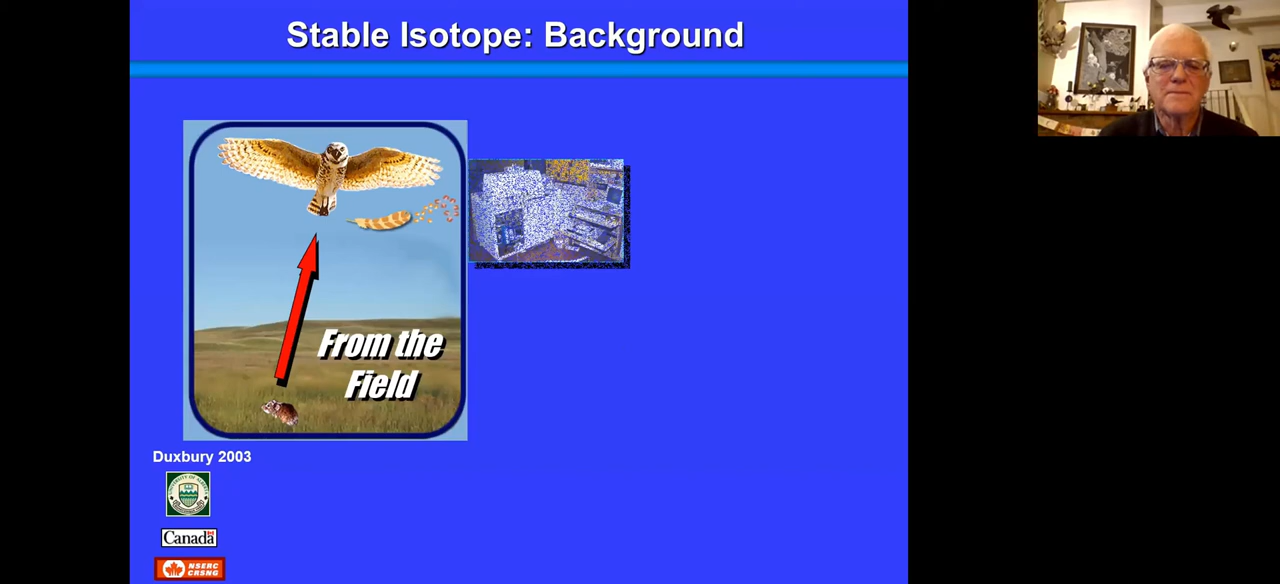 Stable Isotope: Background
From the
Field
Duxbury 2003
Canada
NSERC
CRSNG